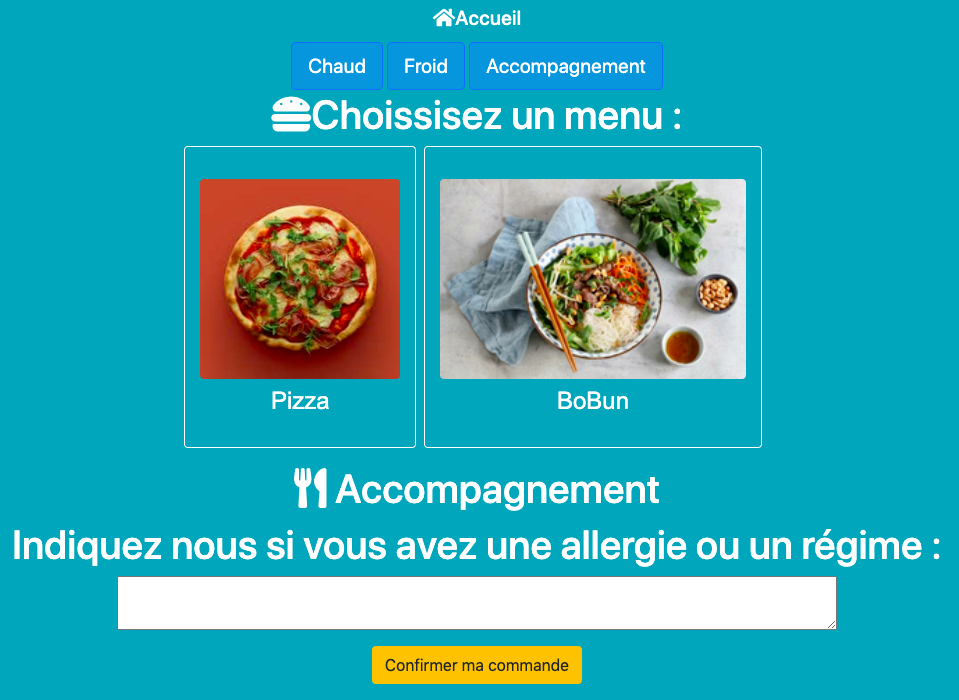 Accueil
Chaud Froid Accompagnement
Choissisez un menu :
Pizza BoBun
Accompagnement
Indiquez nous si vous avez une allergie ou un régime :
Confirmer ma commande